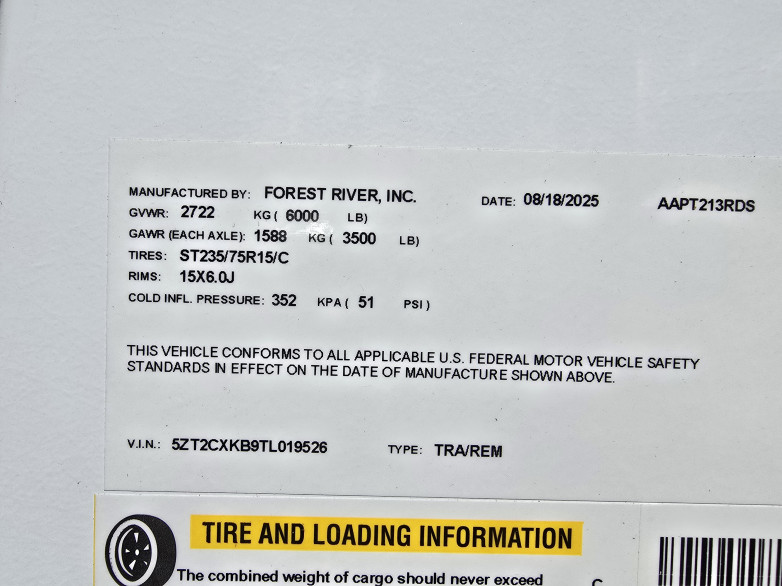 MANUFACTURED BY: FOREST RIVER, INC. DATE: 08/18/2025 AAPT213RDS
GVWR: 2722 KG ( 6000 LB)
GAWR (EACH AXLE): 1588 KG ( 3500 LB)
TIRES: ST235/75R15/C
RIMS: 15X6.0J
COLD INFL. PRESSURE: 352 KPA ( 51 PSI )
THIS VEHICLE CONFORMS TO ALL APPLICABLE U.S. FEDERAL MOTOR VEHICLE SAFETY
STANDARDS IN EFFECT ON THE DATE OF MANUFACTURE SHOWN ABOVE.
V.I.N.: 5ZT2CXKB9TL019526 TYPE: TRA/REM
TIRE AND LOADING INFORMATION
The combined weight of cargo should never exceed